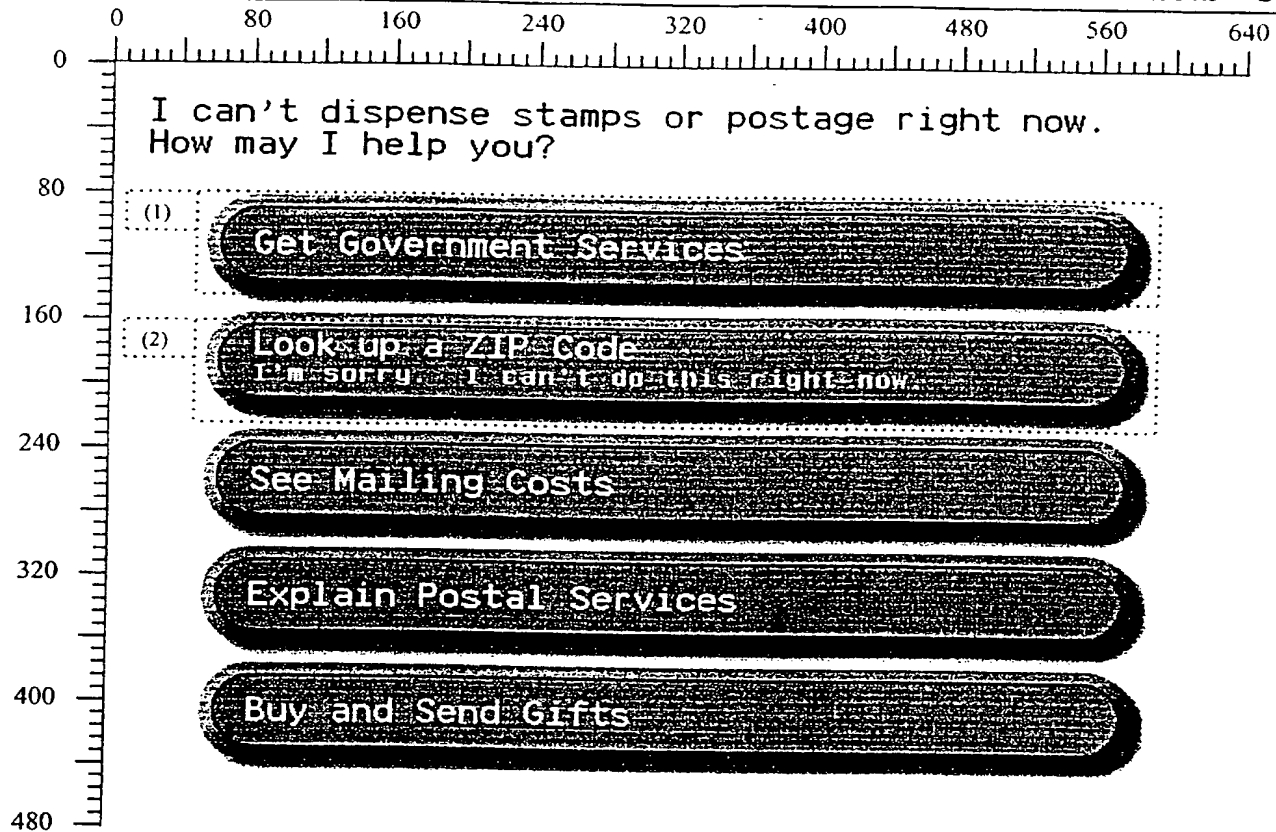 0 80 160 240 320 400 480 560 640
0
I can't dispense stamps or postage right now.
How may I help you?
80
(1)
Get Government Services
160
(2)
Look up a ZIP Code
I'm sorry. I can't do this right now.
240
See Mailing Costs
320
Explain Postal Services
400
Buy and Send Gifts
480